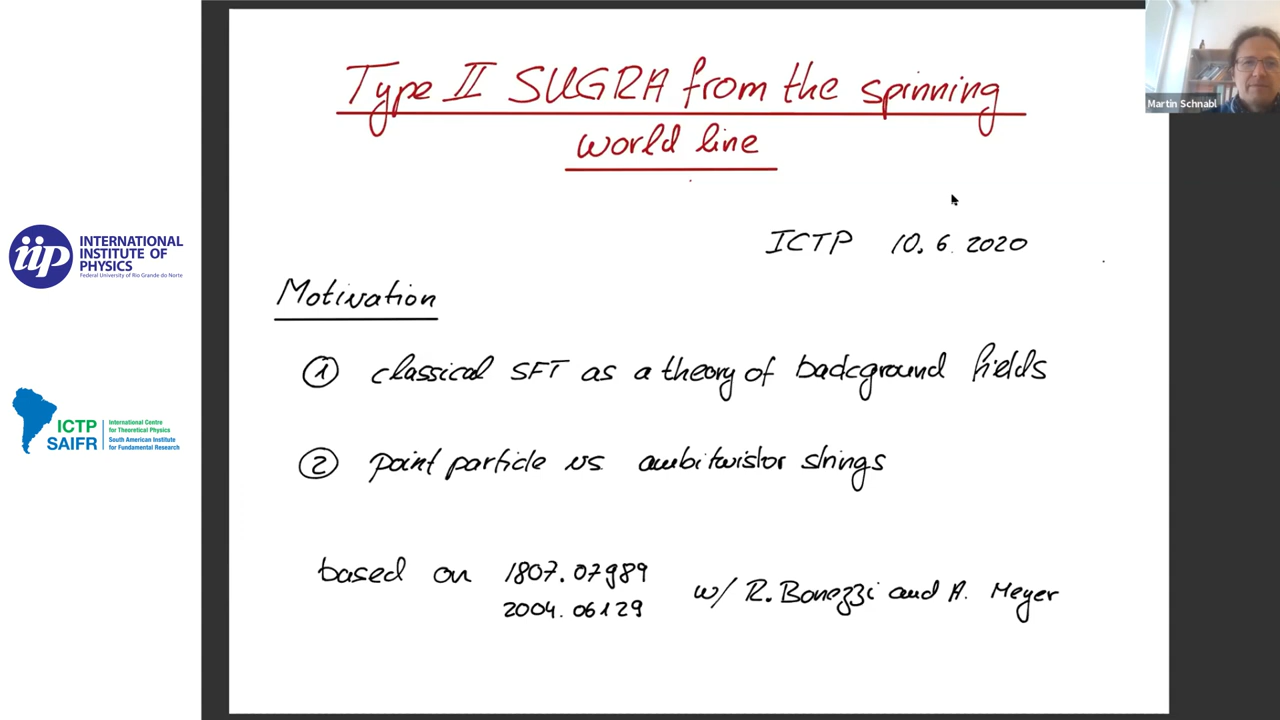 Type II SUGRA from the spinning
world line
Martin Schnabl
ICTP 10.6.2020
iip INTERNATIONAL
INSTITUTE OF
PHYSICS
Federal University of Rio Grande do Norte
Motivation
① classical SFT as a theory of background fields
② point particle vs ambitwistor strings
ICTP
SAIFR
International Centre
for Theoretical Physics
South American Institute
for Fundamental Research
based on 1807.07989
2004.06129
w/ R. Bonezzi and A. Meyer